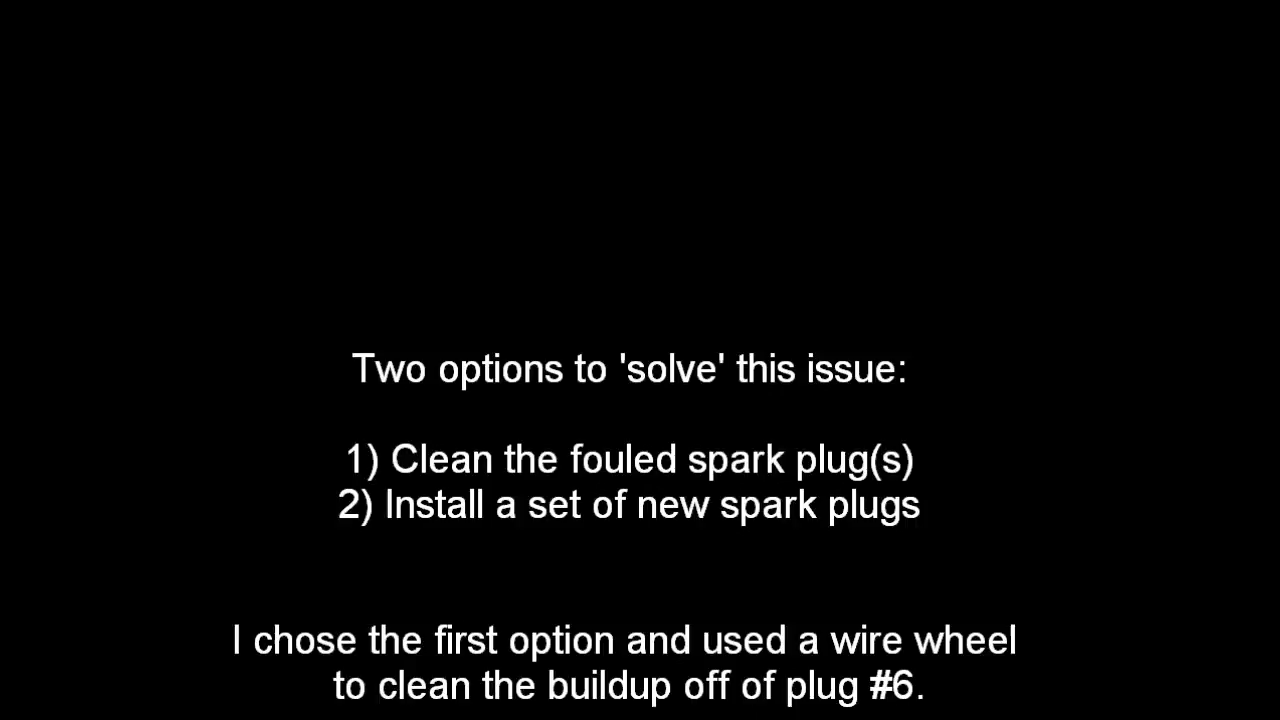 Two options to 'solve' this issue:
1) Clean the fouled spark plug(s)
2) Install a set of new spark plugs
I chose the first option and used a wire wheel
to clean the buildup off of plug #6.